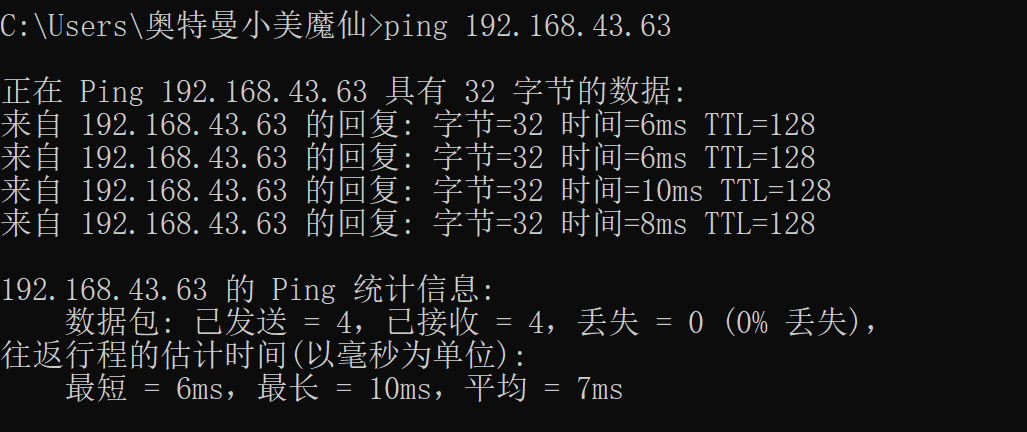 C:\Users\奥特曼小美魔仙>ping 192.168.43.63
正在 Ping 192.168.43.63 具有 32 字节的数据:
来自 192.168.43.63 的回复: 字节=32 时间=6ms TTL=128
来自 192.168.43.63 的回复: 字节=32 时间=6ms TTL=128
来自 192.168.43.63 的回复: 字节=32 时间=10ms TTL=128
来自 192.168.43.63 的回复: 字节=32 时间=8ms TTL=128
192.168.43.63 的 Ping 统计信息:
数据包: 已发送 = 4，已接收 = 4，丢失 = 0 (0% 丢失)，
往返行程的估计时间(以毫秒为单位):
最短 = 6ms，最长 = 10ms，平均 = 7ms